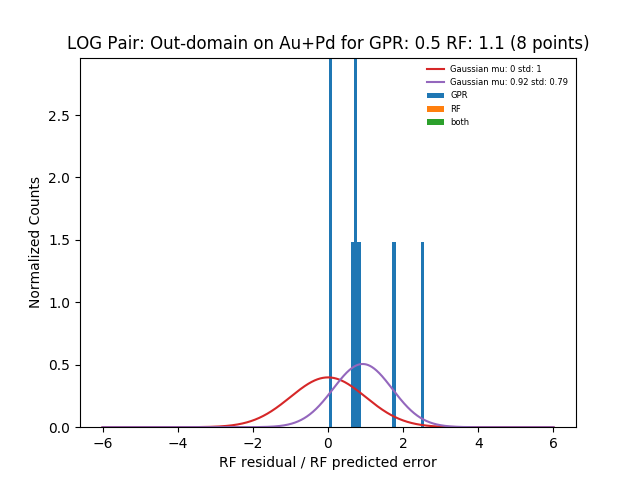 LOG Pair: Out-domain on Au+Pd for GPR: 0.5 RF: 1.1 (8 points)
Gaussian mu: 0 std: 1
Gaussian mu: 0.92 std: 0.79
GPR
RF
both
Normalized Counts
2.5
2.0
1.5
1.0
0.5
0.0
−6 −4 −2 0 2 4 6
RF residual / RF predicted error